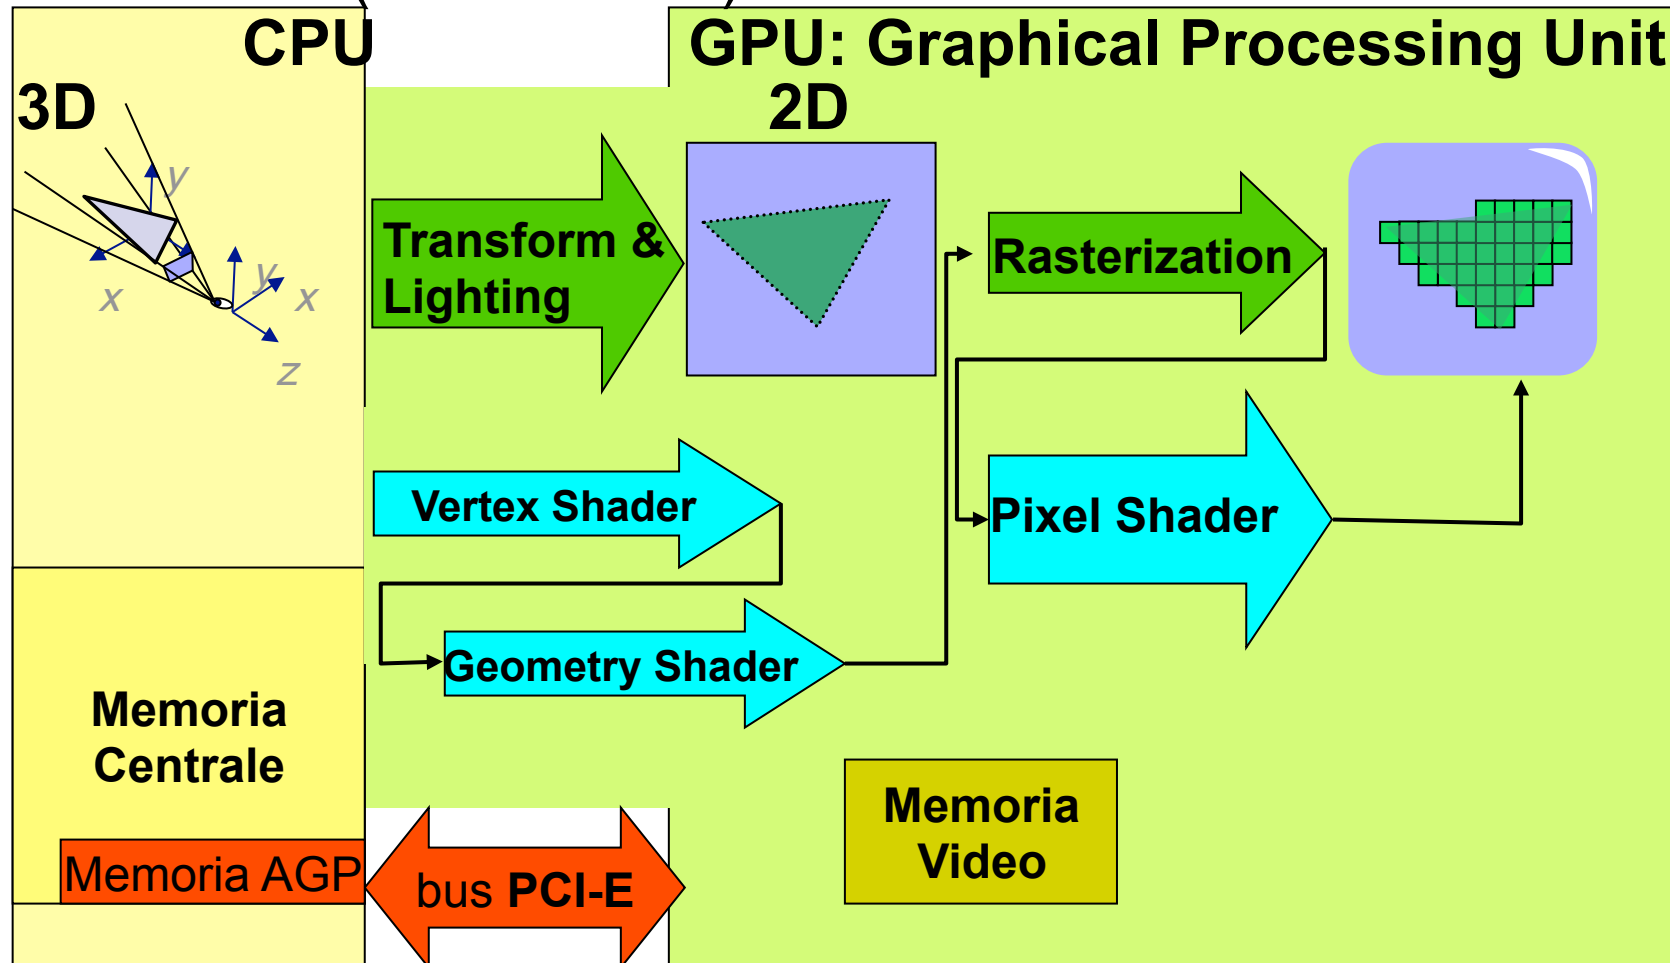 CPU
GPU: Graphical Processing Unit
3D
2D
y
x
y
x
z
Transform &
Lighting
Rasterization
Vertex Shader
Pixel Shader
Geometry Shader
Memoria
Centrale
Memoria
Video
Memoria AGP
bus PCI-E